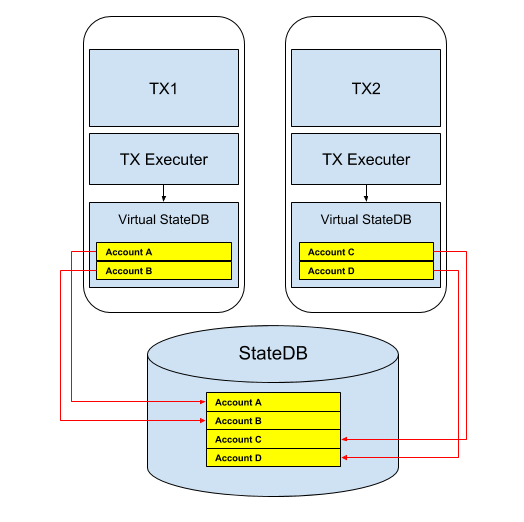 TX1
TX Executer
Virtual StateDB
Account A
Account B
TX2
TX Executer
Virtual StateDB
Account C
Account D
StateDB
Account A
Account B
Account C
Account D